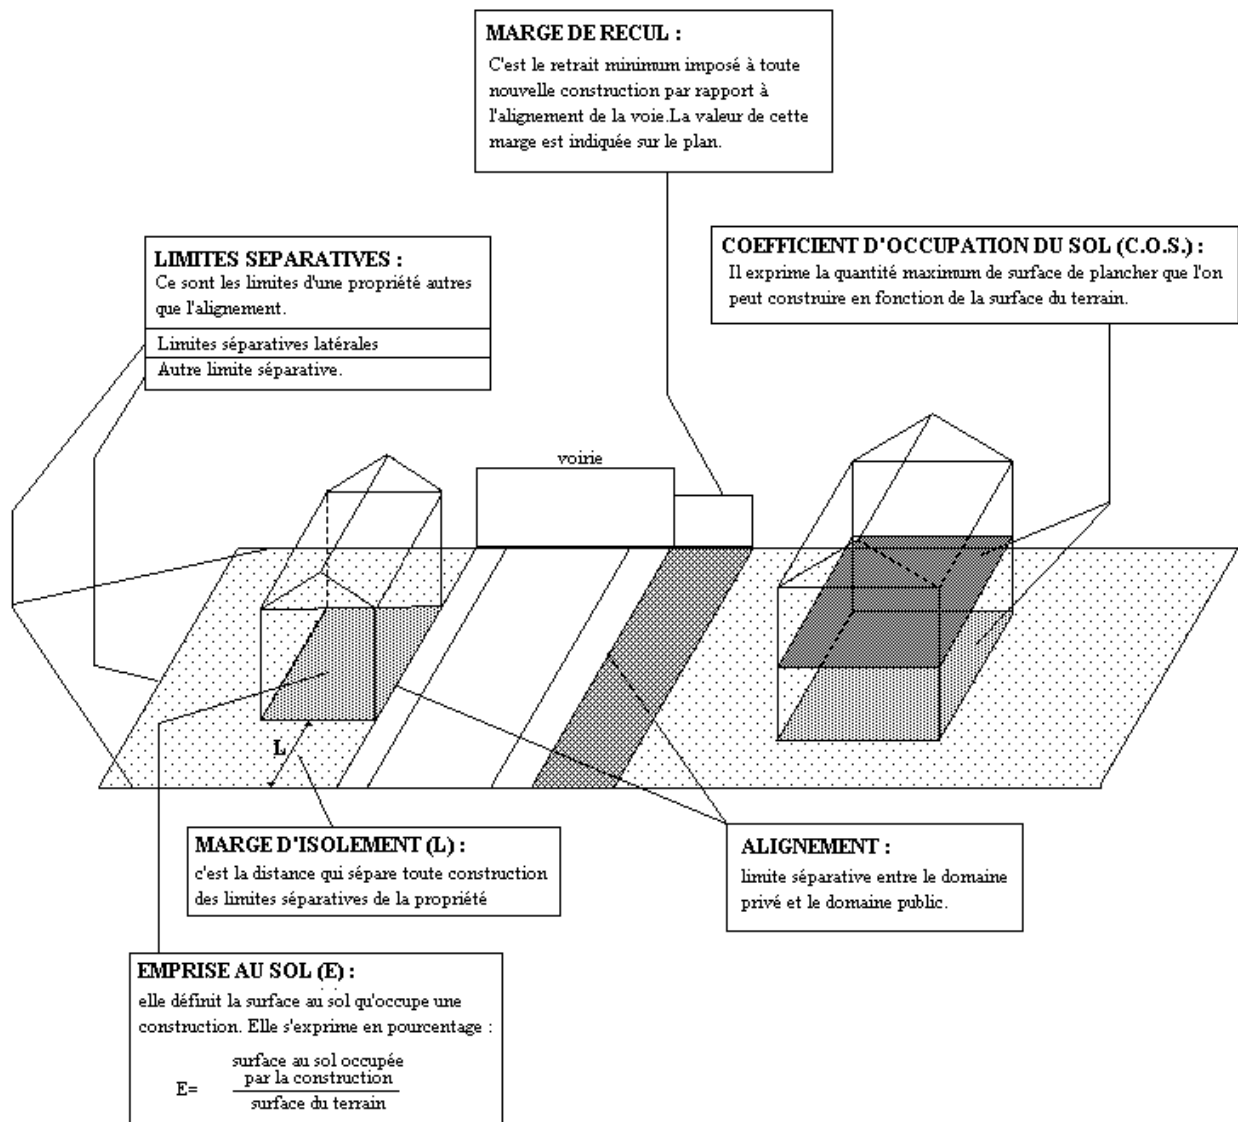 MARGE DE RECUL :
C'est le retrait minimum imposé à toute
nouvelle construction par rapport à
l'alignement de la voie.La valeur de cette
marge est indiquée sur le plan.
LIMITES SEPARATIVES :
Ce sont les limites d'une propriété autres
que l'alignement.
Limites séparatives latérales
Autre limite séparative.
COEFFICIENT D'OCCUPATION DU SOL (C.O.S.) :
Il exprime la quantité maximum de surface de plancher que l'on
peut construire en fonction de la surface du terrain.
voirie
L
MARGE D'ISOLEMENT (L) :
c'est la distance qui sépare toute construction
des limites séparatives de la propriété
ALIGNEMENT :
limite séparative entre le domaine
privé et le domaine public.
EMPRISE AU SOL (E) :
elle définit la surface au sol qu'occupe une
construction. Elle s'exprime en pourcentage :
surface au sol occupée
par la construction
E=
surface du terrain